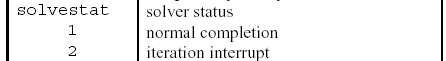 solvestat solver status
1 normal completion
2 iteration interrupt